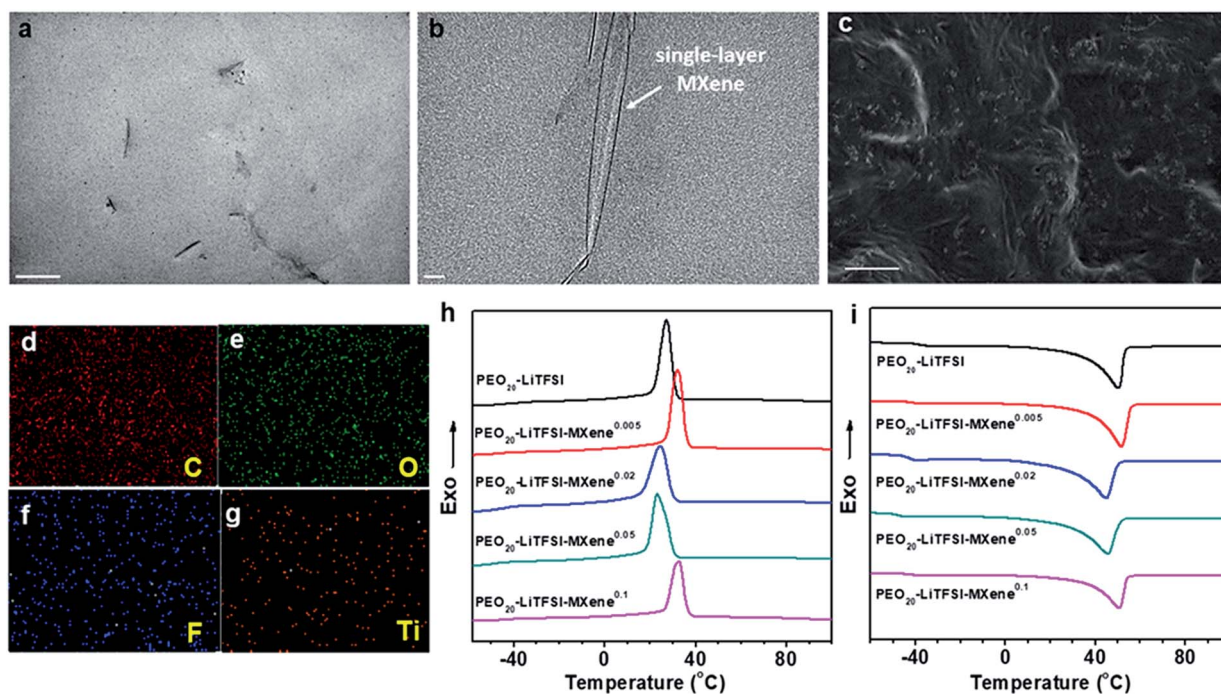 a
b
single-layer
MXene
c
d
C
e
O
f
F
g
Ti
h
PEO₂₀-LiTFSI
PEO₂₀-LiTFSI-MXene⁰·⁰⁰⁵
PEO₂₀-LiTFSI-MXene⁰·⁰²
PEO₂₀-LiTFSI-MXene⁰·⁰⁵
PEO₂₀-LiTFSI-MXene⁰·¹
Exo
-40 0 40 80
Temperature (°C)
i
PEO₂₀-LiTFSI
PEO₂₀-LiTFSI-MXene⁰·⁰⁰⁵
PEO₂₀-LiTFSI-MXene⁰·⁰²
PEO₂₀-LiTFSI-MXene⁰·⁰⁵
PEO₂₀-LiTFSI-MXene⁰·¹
Exo
-40 0 40 80
Temperature (°C)